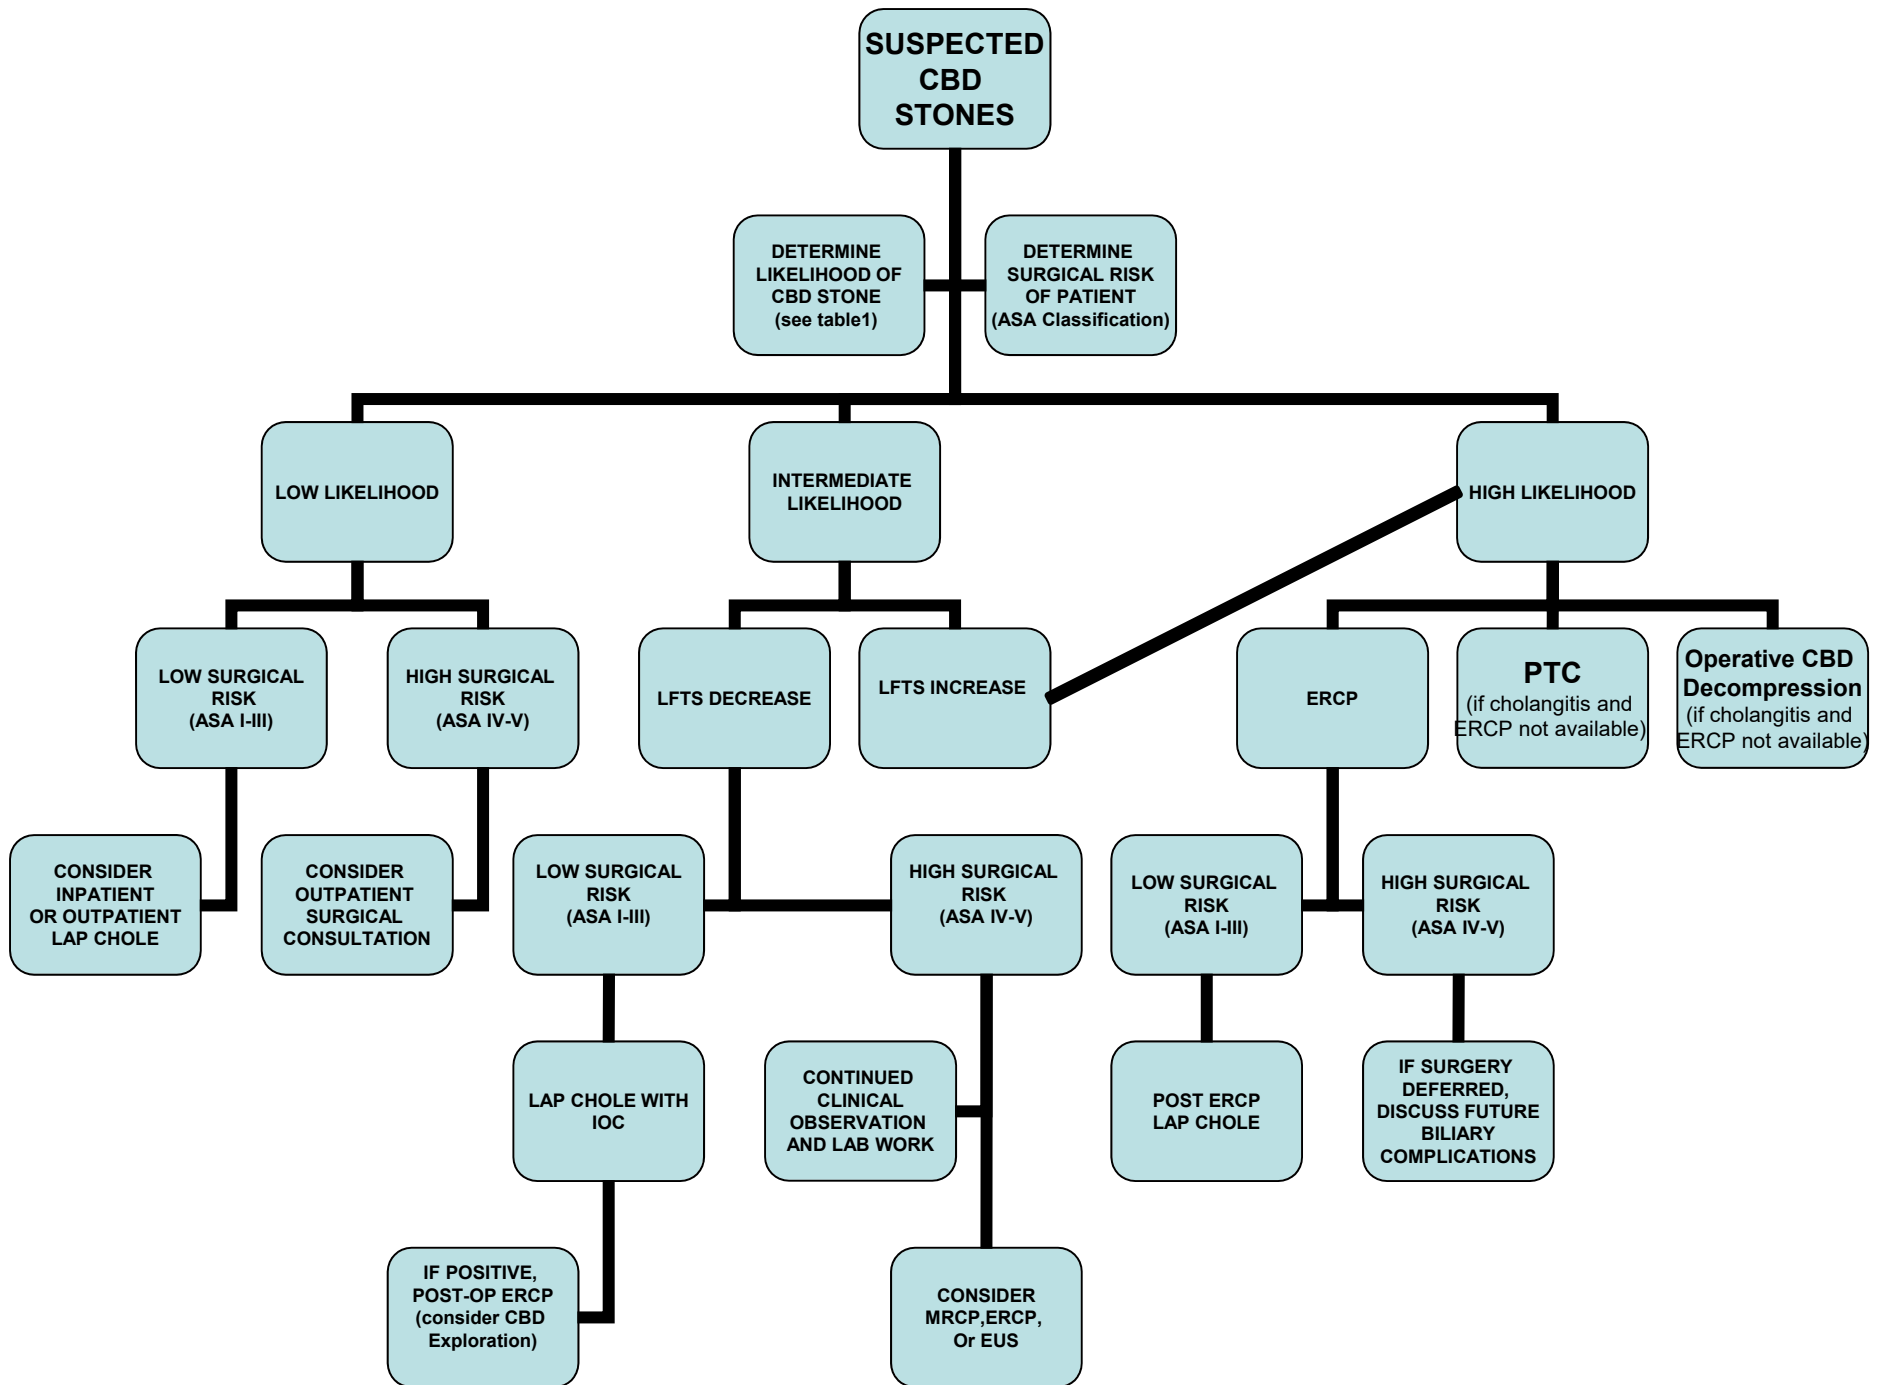 SUSPECTED
CBD
STONES
DETERMINE
LIKELIHOOD OF
CBD STONE
(see table1)
DETERMINE
SURGICAL RISK
OF PATIENT
(ASA Classification)
LOW LIKELIHOOD
INTERMEDIATE
LIKELIHOOD
HIGH LIKELIHOOD
LOW SURGICAL
RISK
(ASA I-III)
HIGH SURGICAL
RISK
(ASA IV-V)
LFTS DECREASE
LFTS INCREASE
ERCP
PTC
(if cholangitis and
ERCP not available)
Operative CBD
Decompression
(if cholangitis and
ERCP not available)
CONSIDER
INPATIENT
OR OUTPATIENT
LAP CHOLE
CONSIDER
OUTPATIENT
SURGICAL
CONSULTATION
LOW SURGICAL
RISK
(ASA I-III)
HIGH SURGICAL
RISK
(ASA IV-V)
LOW SURGICAL
RISK
(ASA I-III)
HIGH SURGICAL
RISK
(ASA IV-V)
LAP CHOLE WITH
IOC
CONTINUED
CLINICAL
OBSERVATION
AND LAB WORK
POST ERCP
LAP CHOLE
IF SURGERY
DEFERRED,
DISCUSS FUTURE
BILIARY
COMPLICATIONS
IF POSITIVE,
POST-OP ERCP
(consider CBD
Exploration)
CONSIDER
MRCP,ERCP,
Or EUS